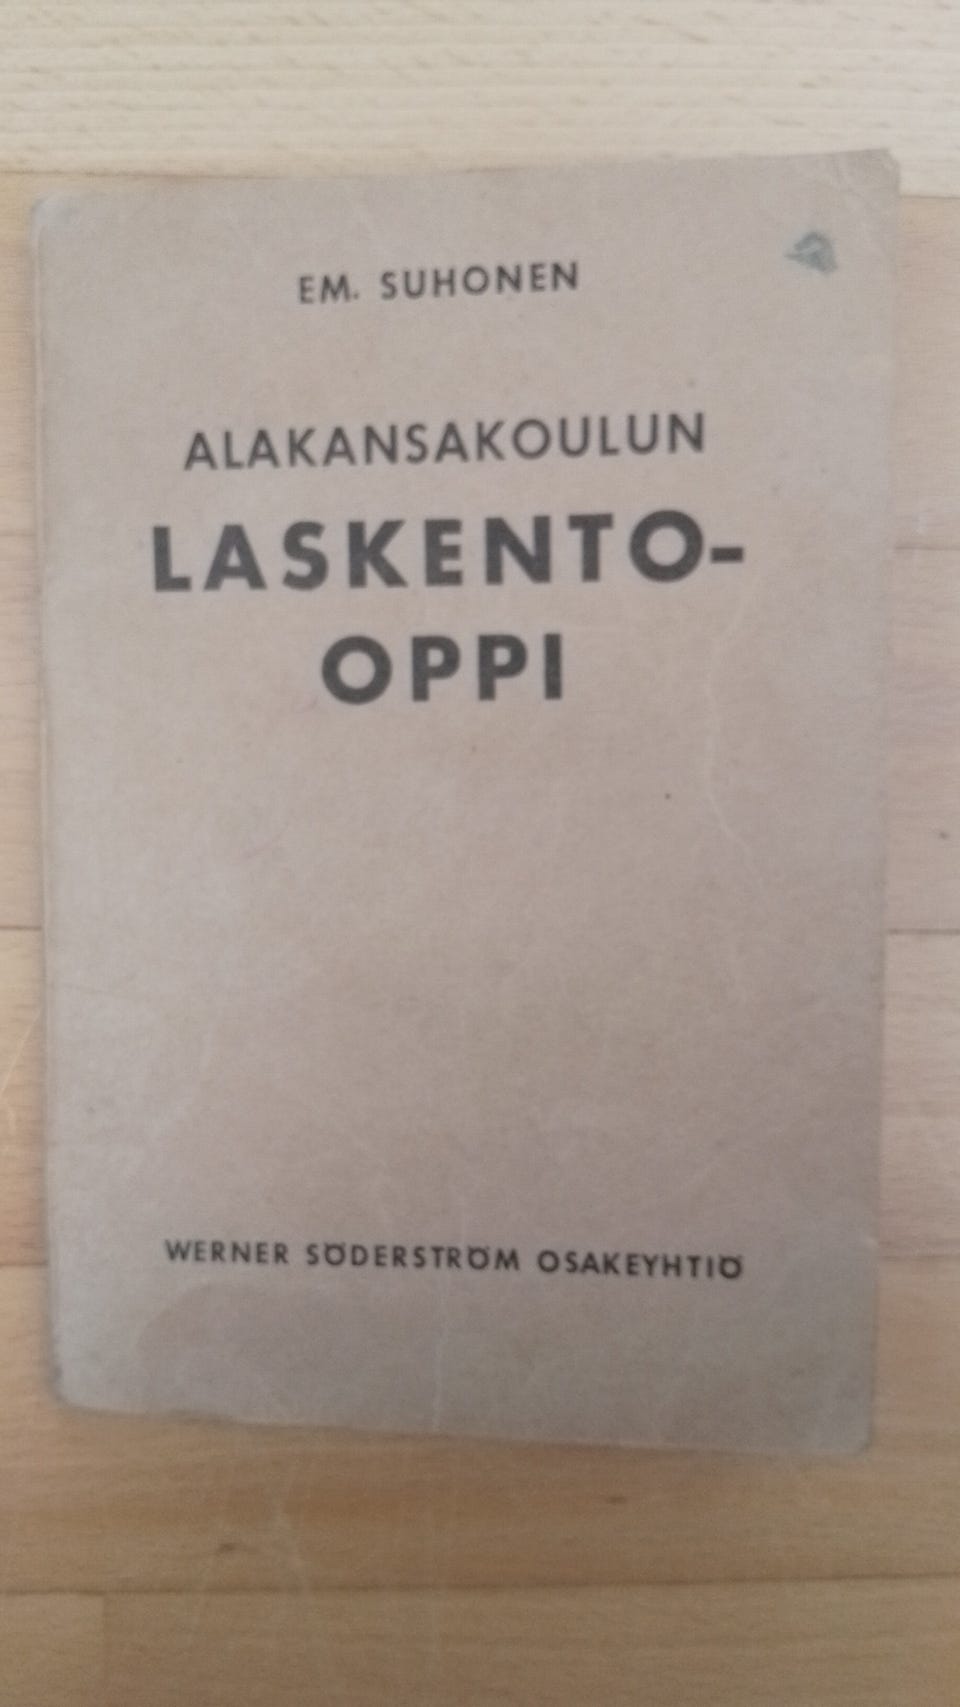 EM. SUHONEN
ALAKANSAKOULUN
LASKENTO-
OPPI
WERNER SÖDERSTRÖM OSAKEYHTIÖ